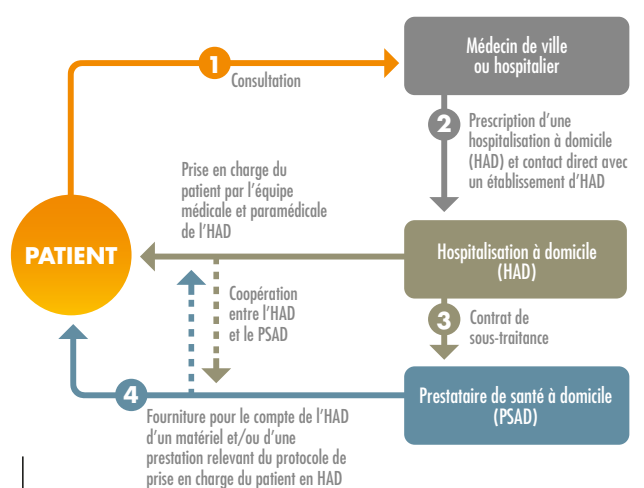 1
Consultation
Médecin de ville
ou hospitalier
2
Prescription d'une
hospitalisation à domicile
(HAD) et contact direct avec
un établissement d'HAD
Prise en charge du
patient par l'équipe
médicale et paramédicale
de l'HAD
PATIENT
Hospitalisation à domicile
(HAD)
Coopération
entre l'HAD
et le PSAD
3
Contrat de
sous-traitance
Prestataire de santé à domicile
(PSAD)
4
Fourniture pour le compte de l'HAD
d'un matériel et/ou d'une
prestation relevant du protocole de
prise en charge du patient en HAD